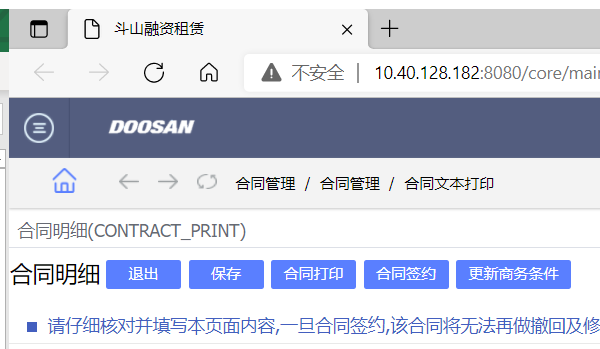 斗山融资租赁
不安全 | 10.40.128.182:8080/core/mai
DOOSAN
合同管理 / 合同管理 / 合同文本打印
合同明细(CONTRACT_PRINT)
合同明细 退出 保存 合同打印 合同签约 更新商务条件
请仔细核对并填写本页面内容,一旦合同签约,该合同将无法再做撤回及修